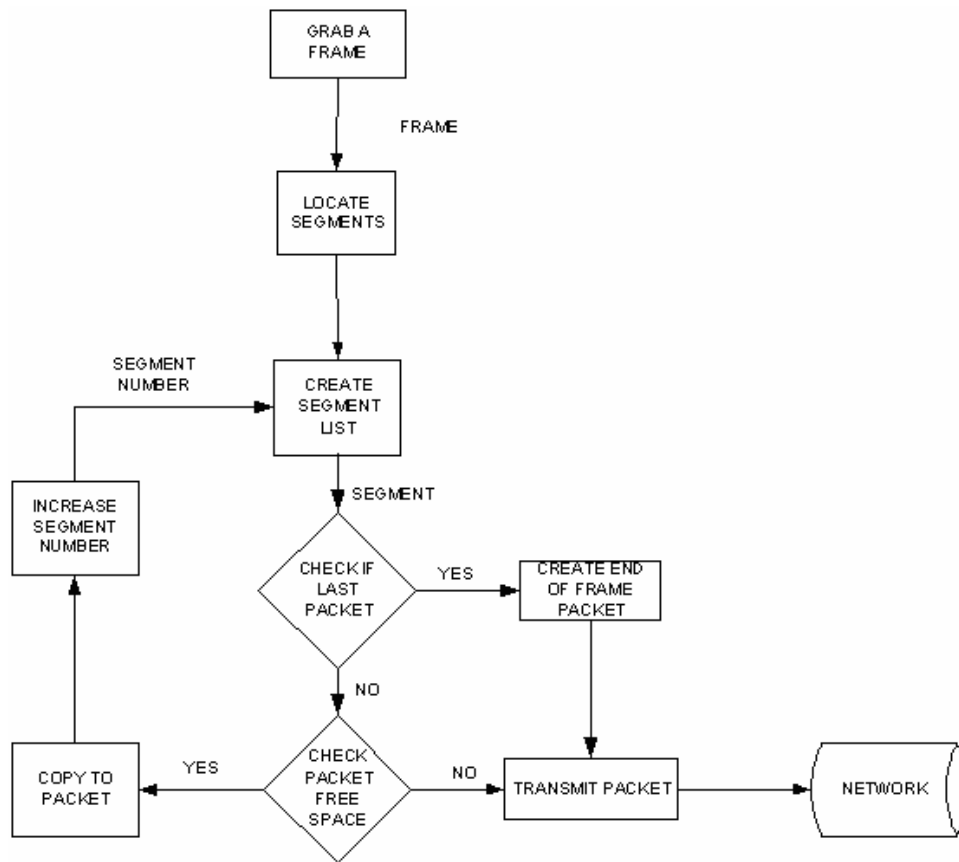 GRAB A
FRAME
FRAME
LOCATE
SEGMENTS
SEGMENT
NUMBER
CREATE
SEGMENT
LIST
SEGMENT
INCREASE
SEGMENT
NUMBER
CHECK IF
LAST
PACKET
YES
CREATE END
OF FRAME
PACKET
NO
COPY TO
PACKET
YES
CHECK
PACKET
FREE
SPACE
NO
TRANSMIT PACKET
NETWORK